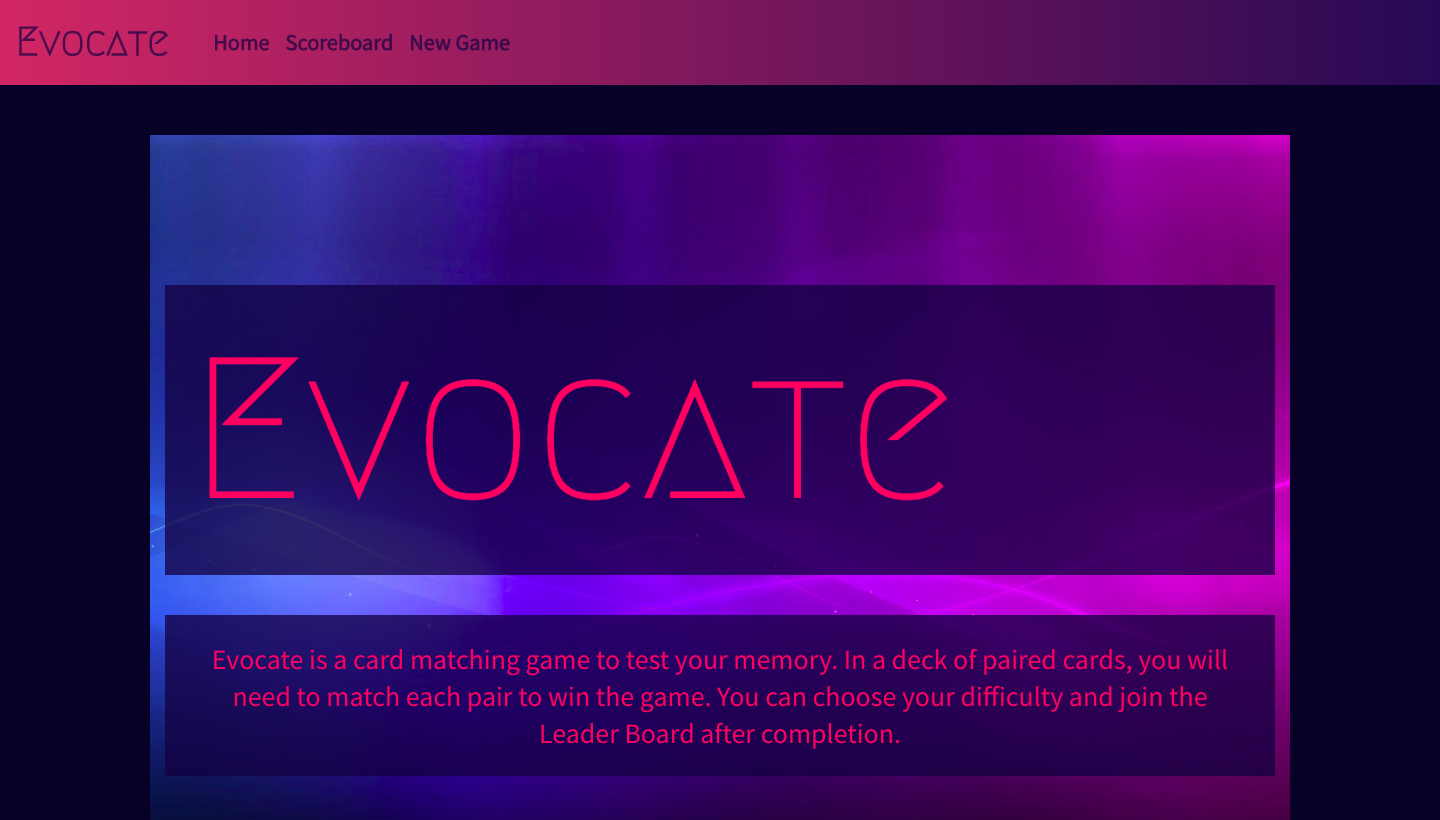 Evocate
Home Scoreboard New Game
Evocate
Evocate is a card matching game to test your memory. In a deck of paired cards, you will
need to match each pair to win the game. You can choose your difficulty and join the
Leader Board after completion.